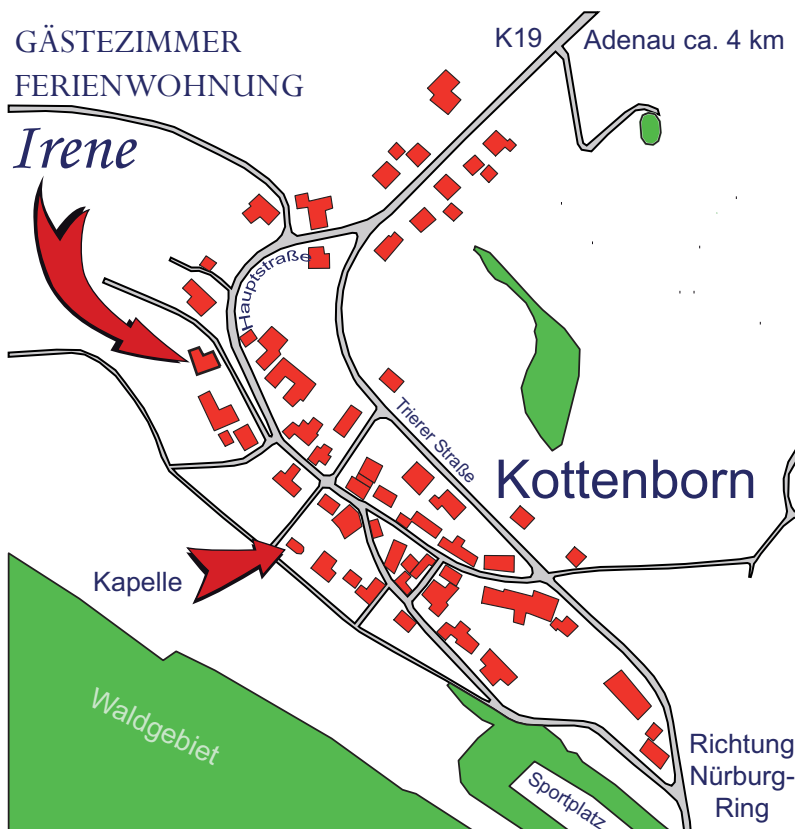 GÄSTEZIMMER
FERIENWOHNUNG
Irene
K19
Adenau ca. 4 km
Hauptstraße
Trierer Straße
Kottenborn
Kapelle
Waldgebiet
Sportplatz
Richtung
Nürburg-
Ring